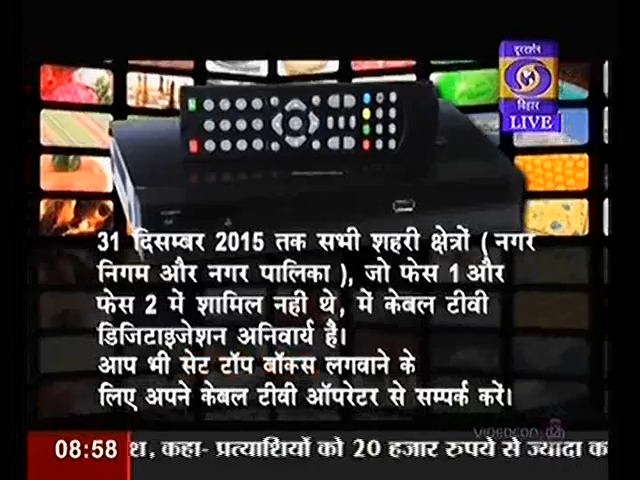 दूरदर्शन
बिहार
LIVE
31 दिसम्बर 2015 तक सभी शहरी क्षेत्रों ( नगर
निगम और नगर पालिका ), जो फेस 1 और
फेस 2 में शामिल नही थे, में केबल टीवी
डिजिटाइजेशन अनिवार्य है।
आप भी सेट टॉप बॉक्स लगवाने के
लिए अपने केबल टीवी ऑपरेटर से सम्पर्क करें।
VIDEOCON d2h
08:58 श, कहा- प्रत्याशियों को 20 हजार रुपये से ज्यादा क